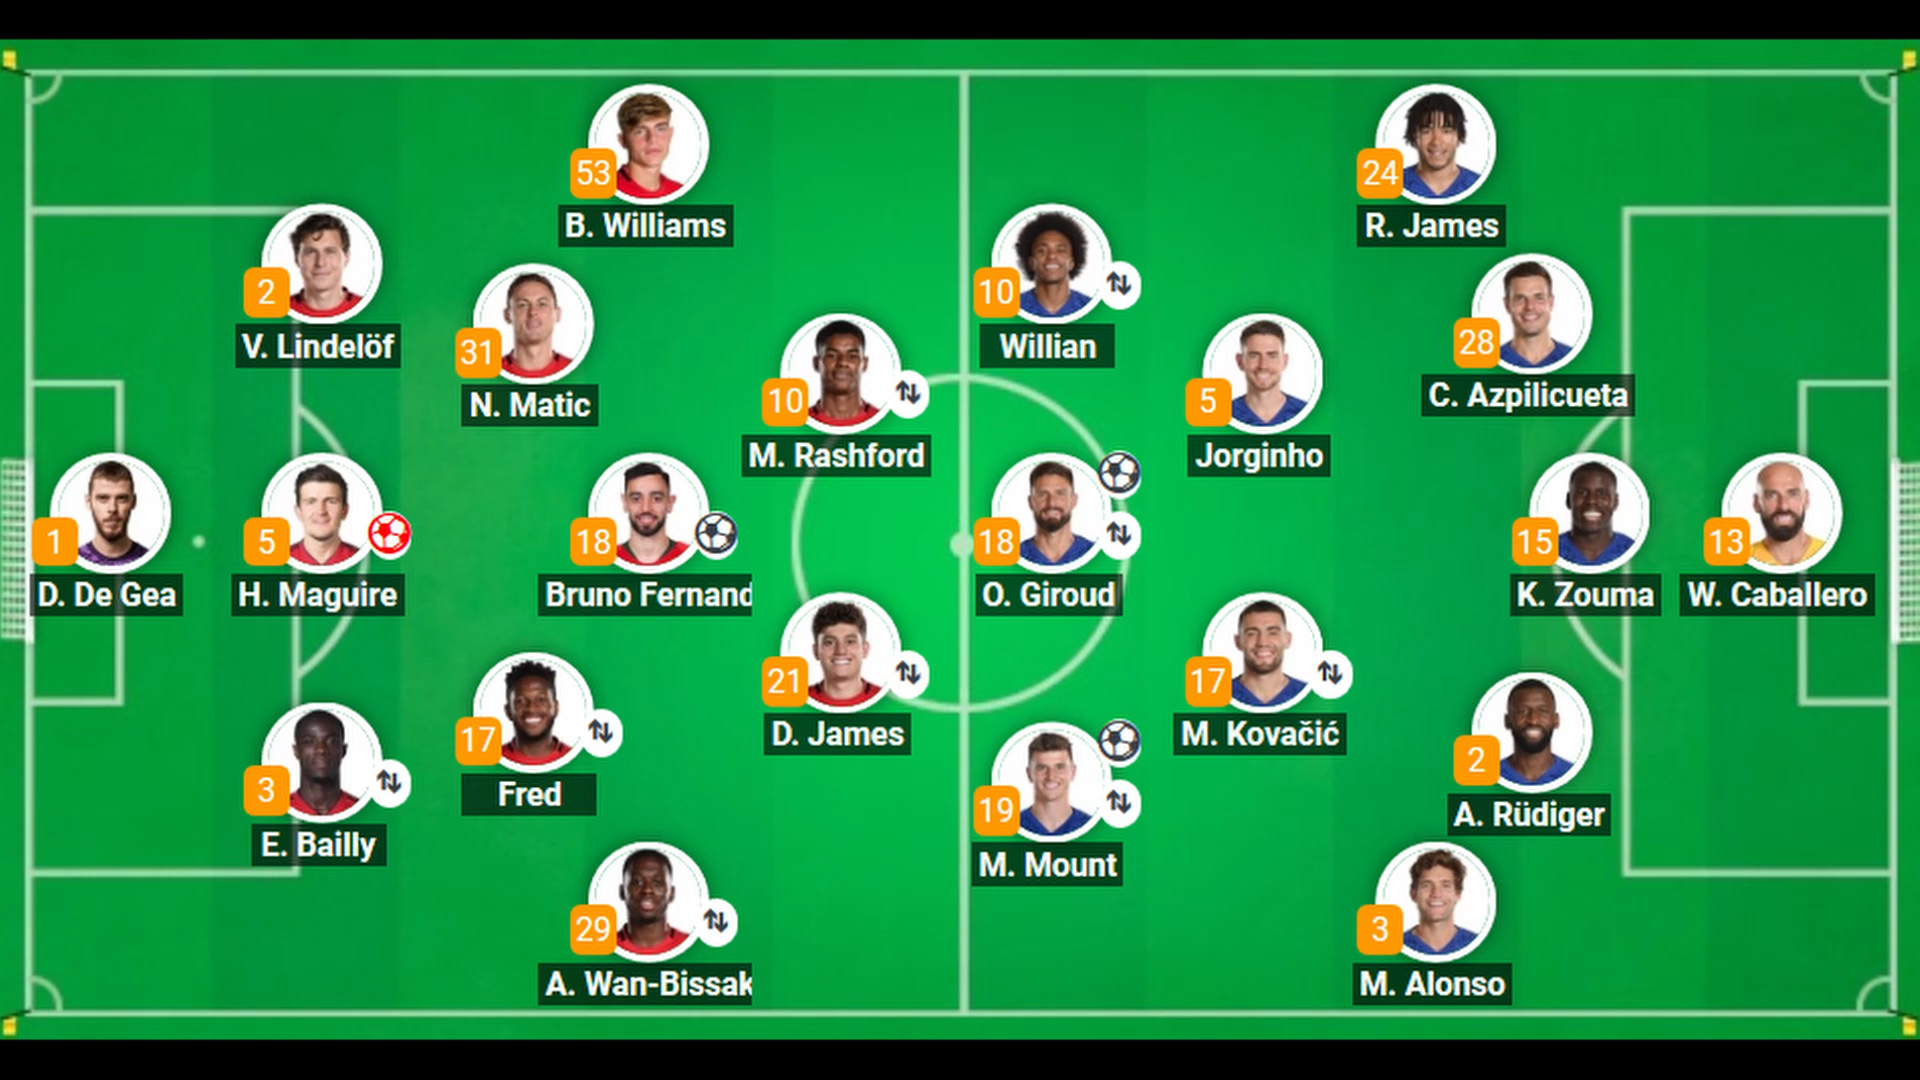 53
B. Williams
24
R. James
2
V. Lindelöf
10
Willian
31
N. Matic
28
C. Azpilicueta
10
M. Rashford
5
Jorginho
1
D. De Gea
5
H. Maguire
18
Bruno Fernand
18
O. Giroud
15
K. Zouma
13
W. Caballero
21
D. James
17
M. Kovačić
17
Fred
3
E. Bailly
19
M. Mount
2
A. Rüdiger
29
A. Wan-Bissak
3
M. Alonso